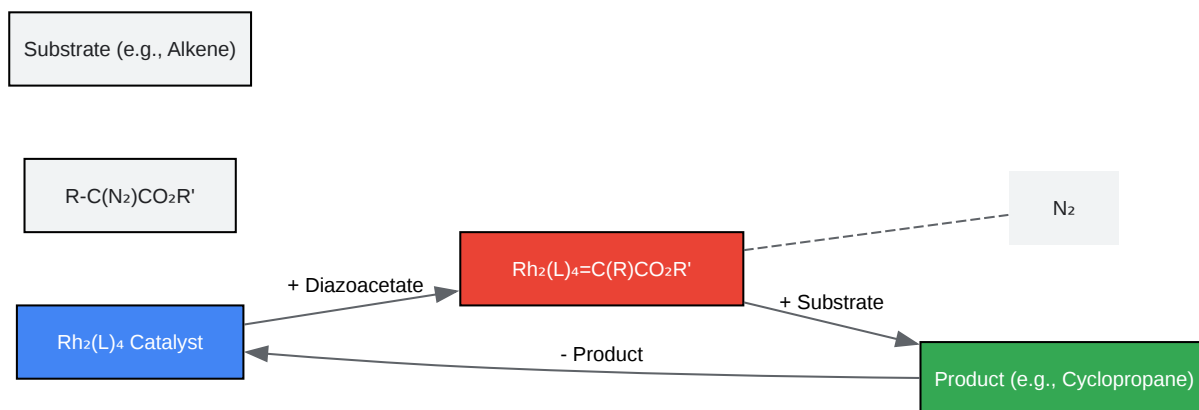 Substrate (e.g., Alkene)
R-C(N₂)CO₂R'
N₂
Rh₂(L)₄=C(R)CO₂R'
+ Diazoacetate
+ Substrate
Rh₂(L)₄ Catalyst
- Product
Product (e.g., Cyclopropane)